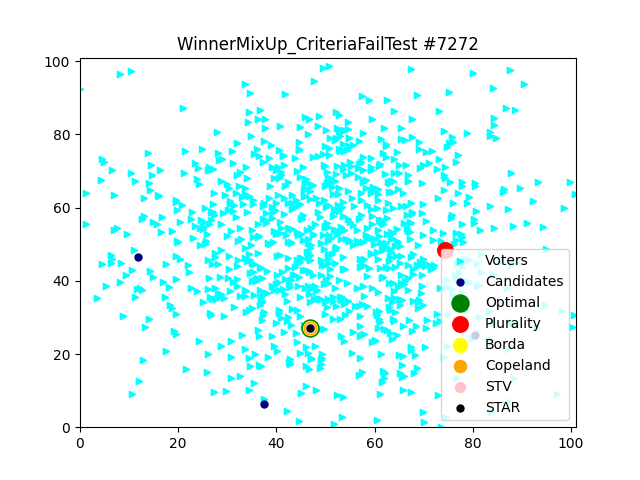 WinnerMixUp_CriteriaFailTest #7272
100
80
60
40
20
0
0 20 40 60 80 100
Voters
Candidates
Optimal
Plurality
Borda
Copeland
STV
STAR